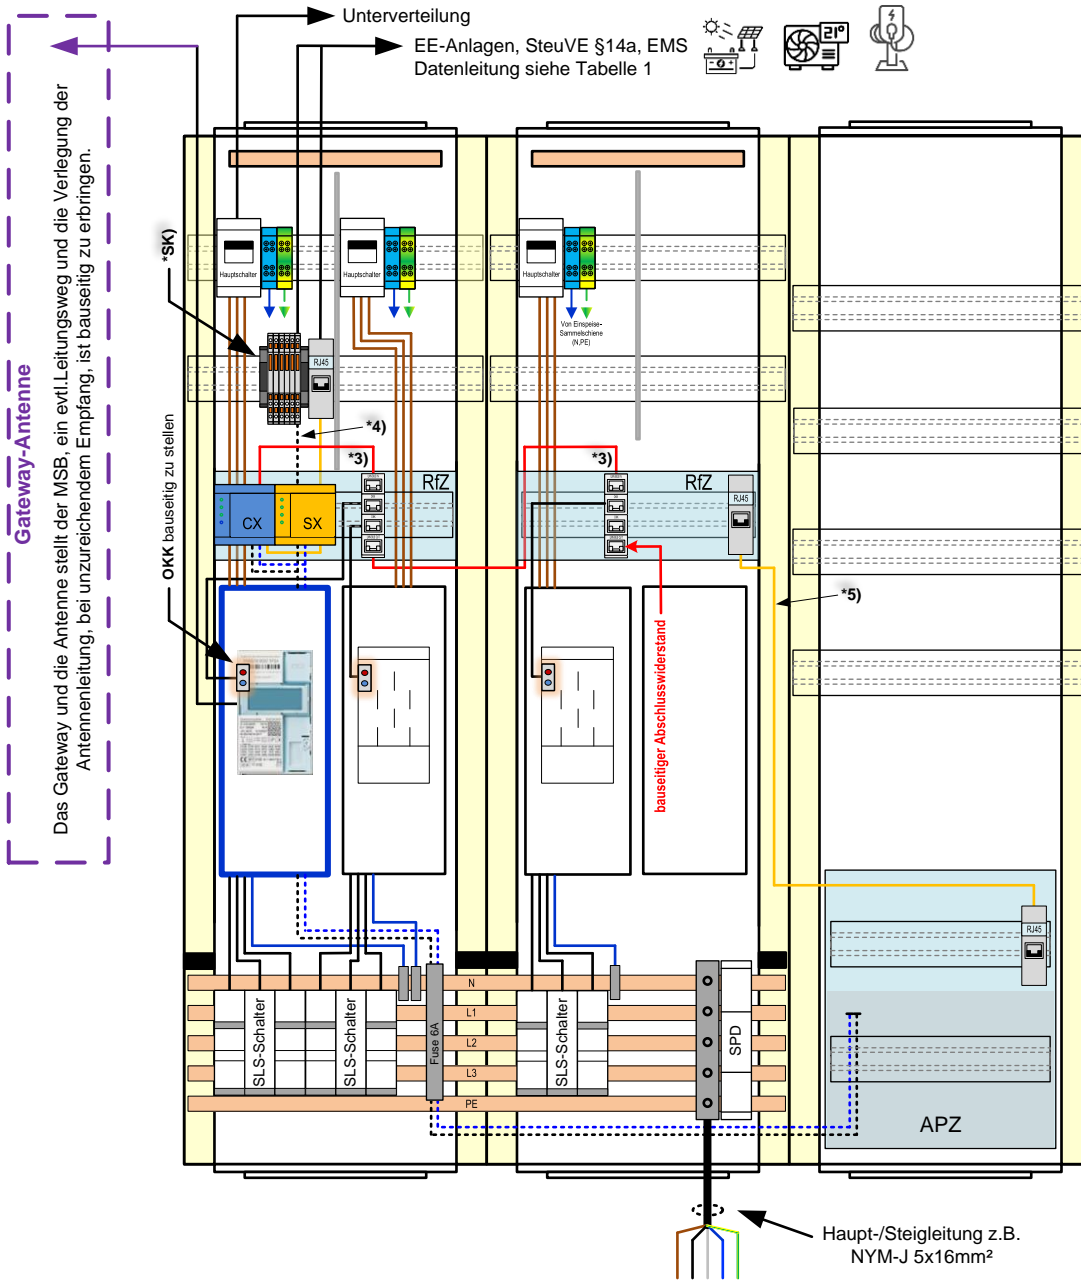 Unterverteilung
EE-Anlagen, SteuVE §14a, EMS
Datenleitung siehe Tabelle 1
21°
Gateway-Antenne
Das Gateway und die Antenne stellt der MSB, ein evtl.Leitungsweg und die Verlegung der
Antennenleitung, bei unzureichendem Empfang, ist bauseitig zu erbringen.
*SK)
OKK bauseitig zu stellen
Hauptschalter
Hauptschalter
Hauptschalter
Von Einspeise-
Sammelschiene
(N,PE)
RJ45
*4)
*3)
*3)
RfZ
RfZ
RJ45
CX
SX
*5)
bauseitiger Abschlusswiderstand
RJ45
N
L1
L2
L3
PE
SLS-Schalter
SLS-Schalter
Fuse 6A
SLS-Schalter
SPD
APZ
Haupt-/Steigleitung z.B.
NYM-J 5x16mm²